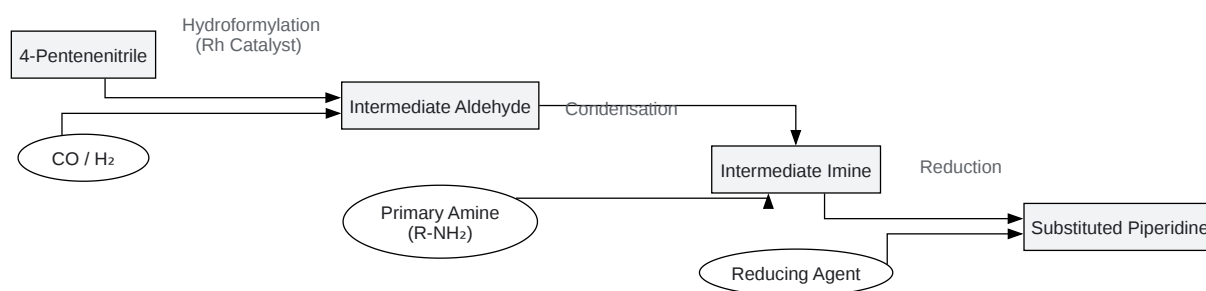 Hydroformylation
(Rh Catalyst)
4-Pentenenitrile
Intermediate Aldehyde
Condensation
CO / H₂
Intermediate Imine
Reduction
Primary Amine
(R-NH₂)
Substituted Piperidine
Reducing Agent